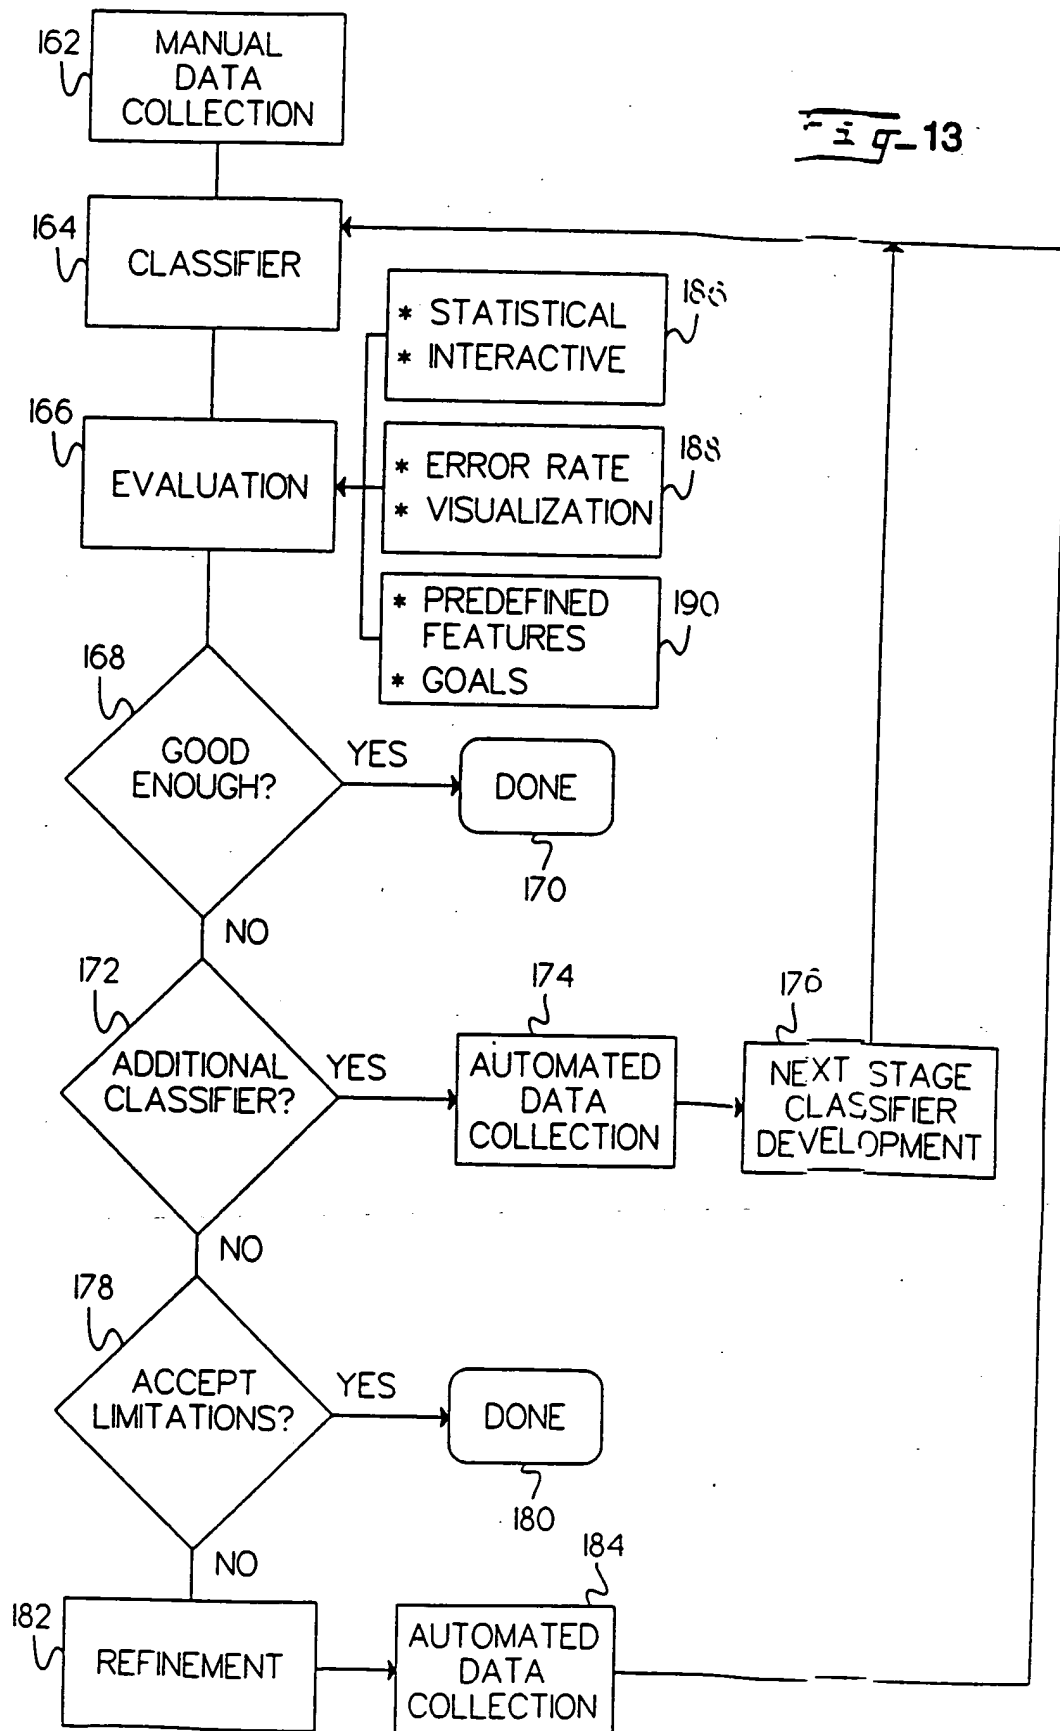 162
MANUAL
DATA
COLLECTION
Fig-13
164
CLASSIFIER
* STATISTICAL
* INTERACTIVE
186
166
EVALUATION
* ERROR RATE
* VISUALIZATION
188
* PREDEFINED
FEATURES
* GOALS
190
168
GOOD
ENOUGH?
YES
DONE
170
NO
172
ADDITIONAL
CLASSIFIER?
YES
174
AUTOMATED
DATA
COLLECTION
176
NEXT STAGE
CLASSIFIER
DEVELOPMENT
NO
178
ACCEPT
LIMITATIONS?
YES
DONE
180
NO
182
REFINEMENT
184
AUTOMATED
DATA
COLLECTION